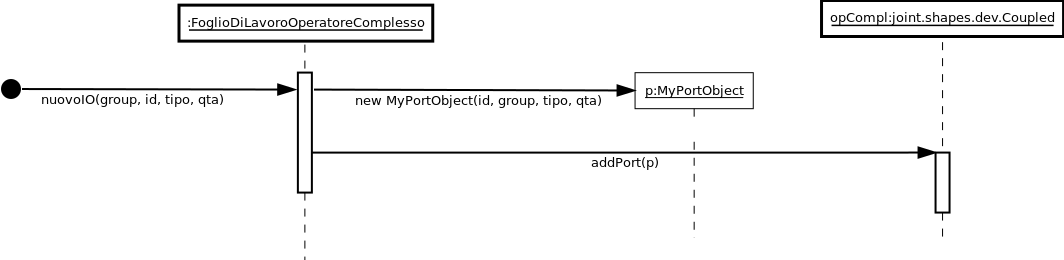 :FoglioDiLavoroOperatoreComplesso
opCompl:joint.shapes.dev.Coupled
nuovoIO(group, id, tipo, qta)
new MyPortObject(id, group, tipo, qta)
p:MyPortObject
addPort(p)